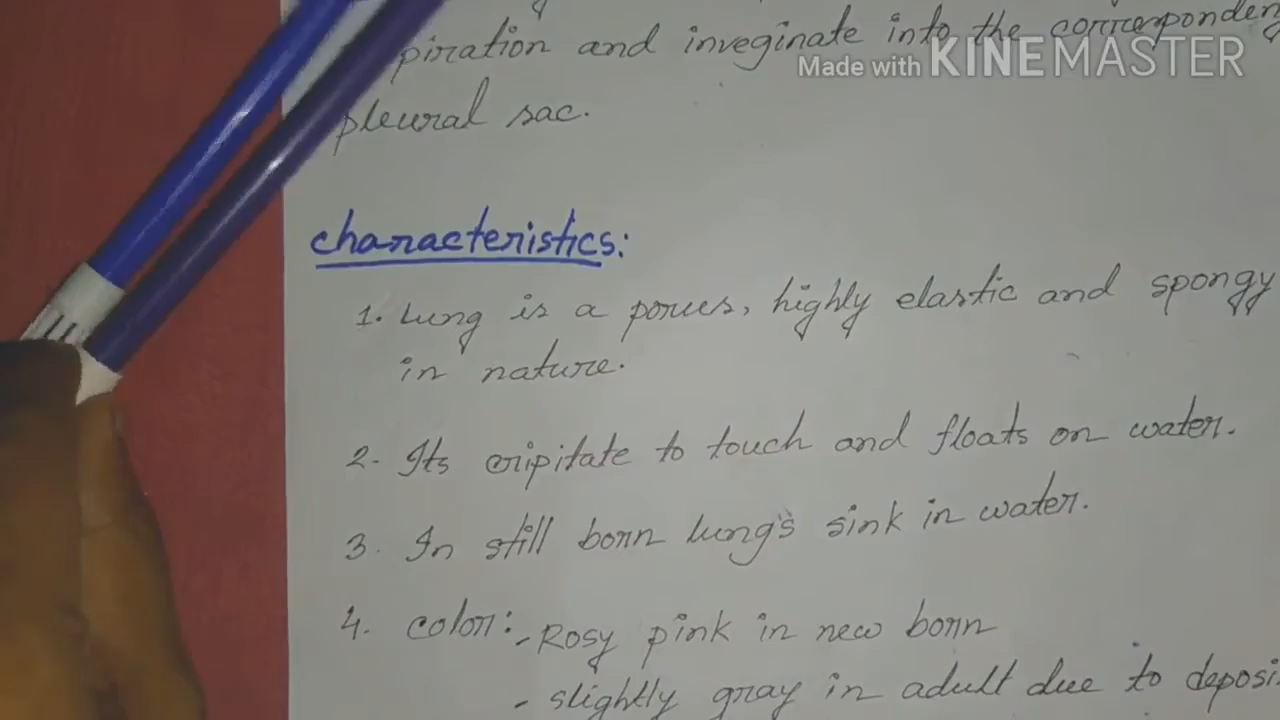 piration and inveginate into the
Made with KINEMASTER
pleural sac.
characteristics:
1. Lung is a porus, highly elastic and spongy
in nature.
2. Its cripitate to touch and floats on water.
3. In still born lung's sink in water.
4. color: - Rosy pink in new born
- slightly gray in adult due to deposi